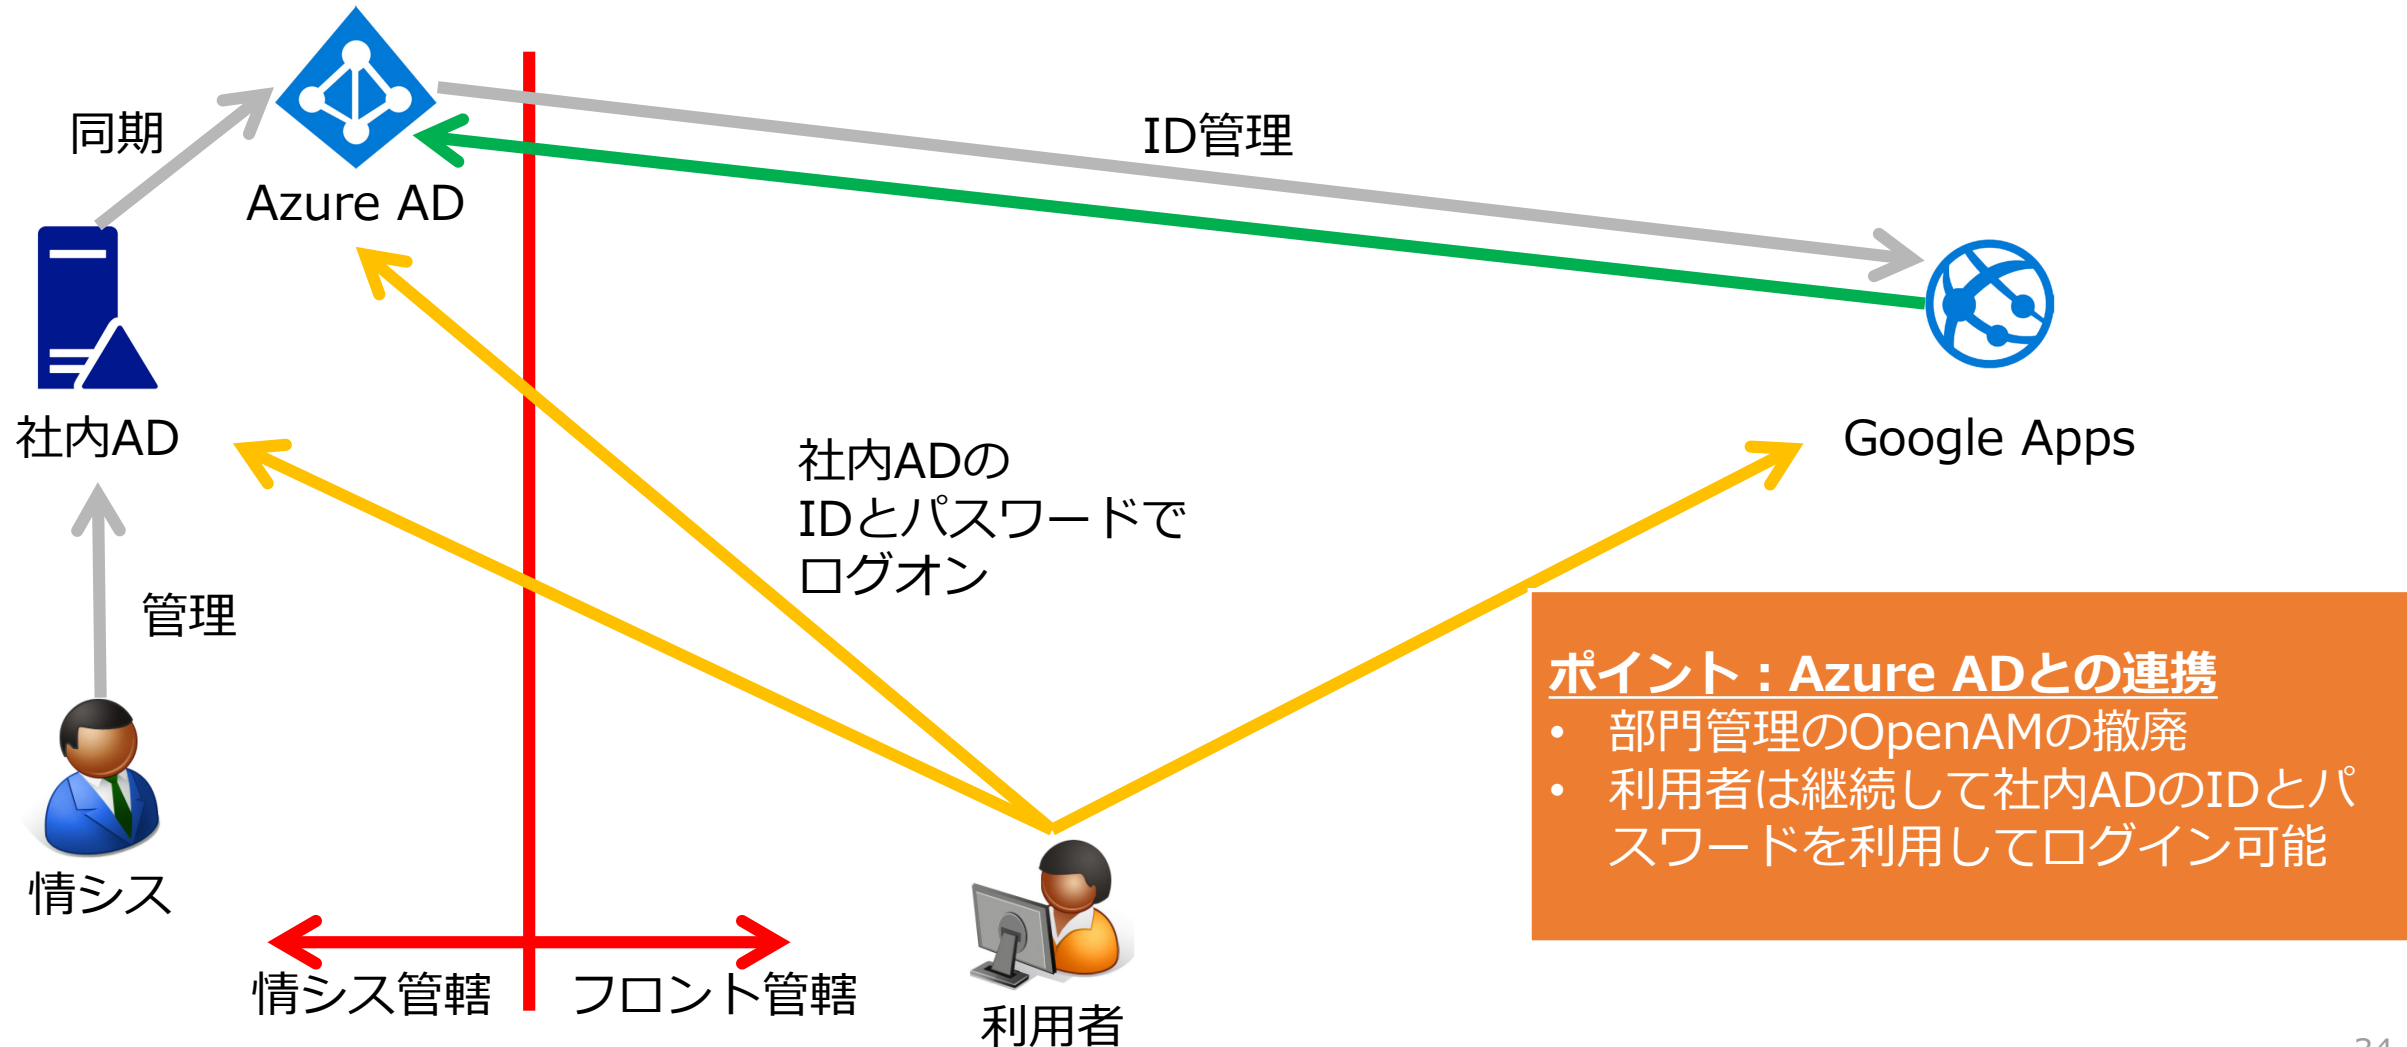 同期
Azure AD
ID管理
社内AD
Google Apps
社内ADの
IDとパスワードで
ログオン
管理
ポイント：Azure ADとの連携
• 部門管理のOpenAMの撤廃
• 利用者は継続して社内ADのIDとパ
スワードを利用してログイン可能
情シス
情シス管轄
フロント管轄
利用者